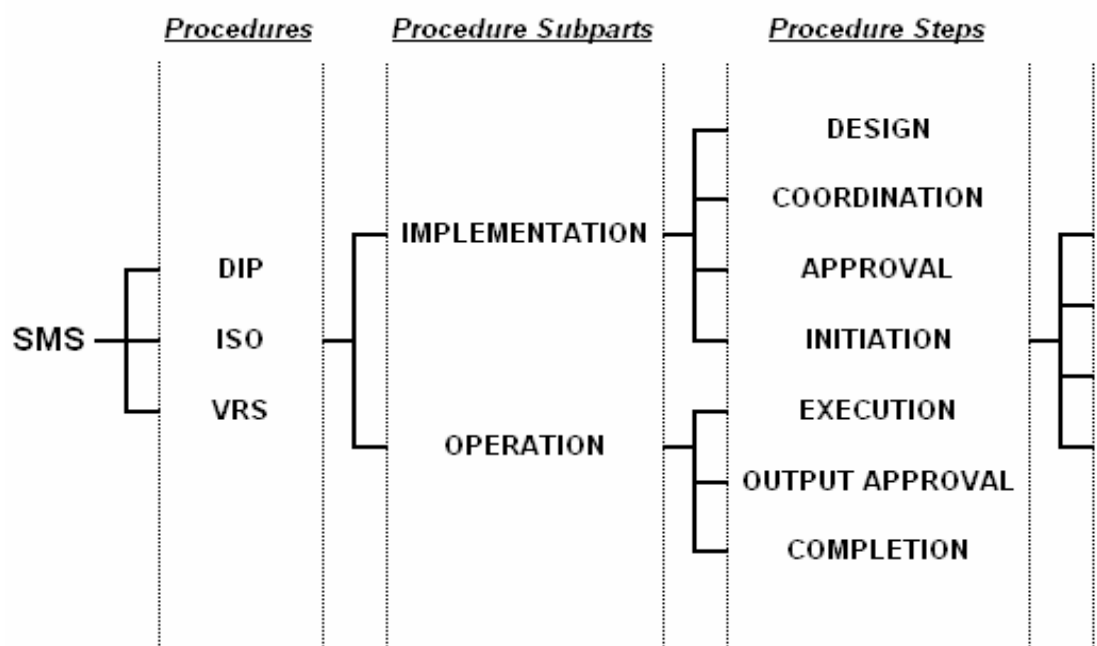 Procedures
Procedure Subparts
Procedure Steps
SMS
DIP
ISO
VRS
IMPLEMENTATION
OPERATION
DESIGN
COORDINATION
APPROVAL
INITIATION
EXECUTION
OUTPUT APPROVAL
COMPLETION